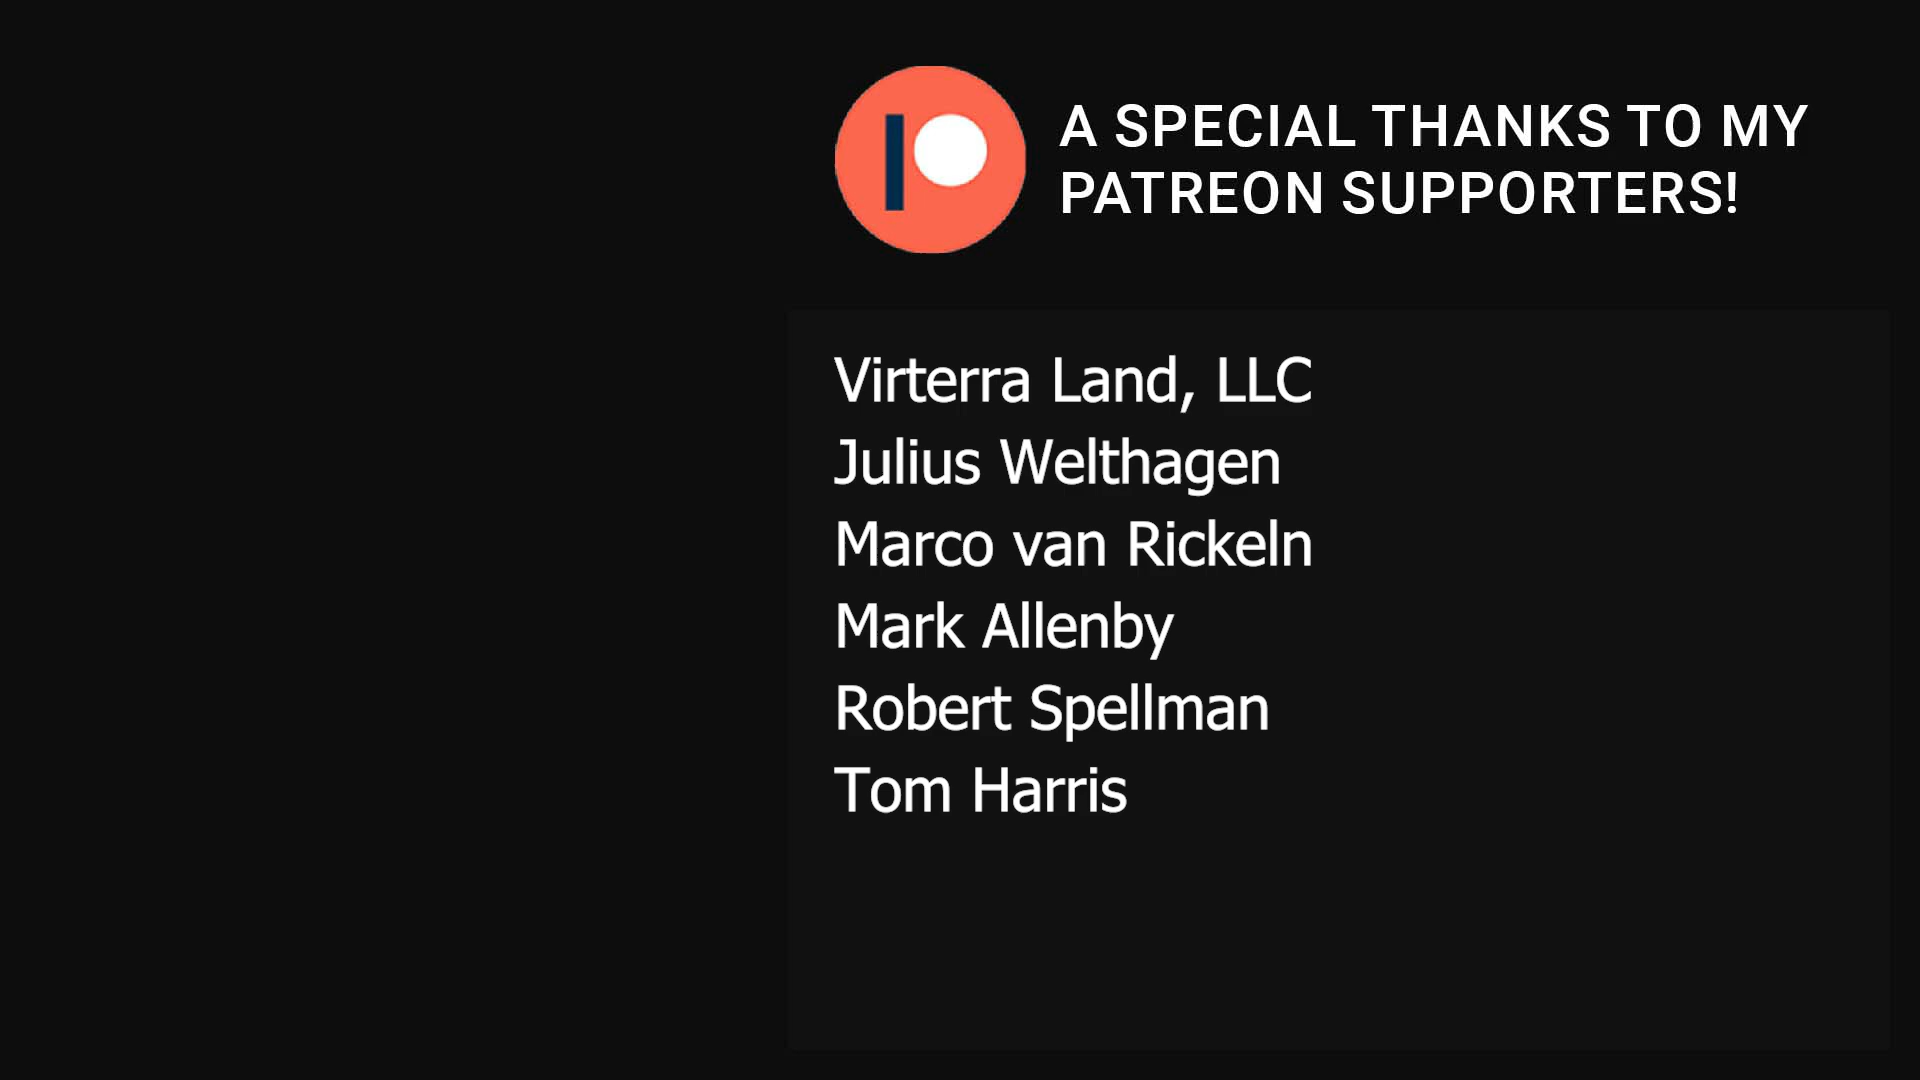 A SPECIAL THANKS TO MY
PATREON SUPPORTERS!
Virterra Land, LLC
Julius Welthagen
Marco van Rickeln
Mark Allenby
Robert Spellman
Tom Harris